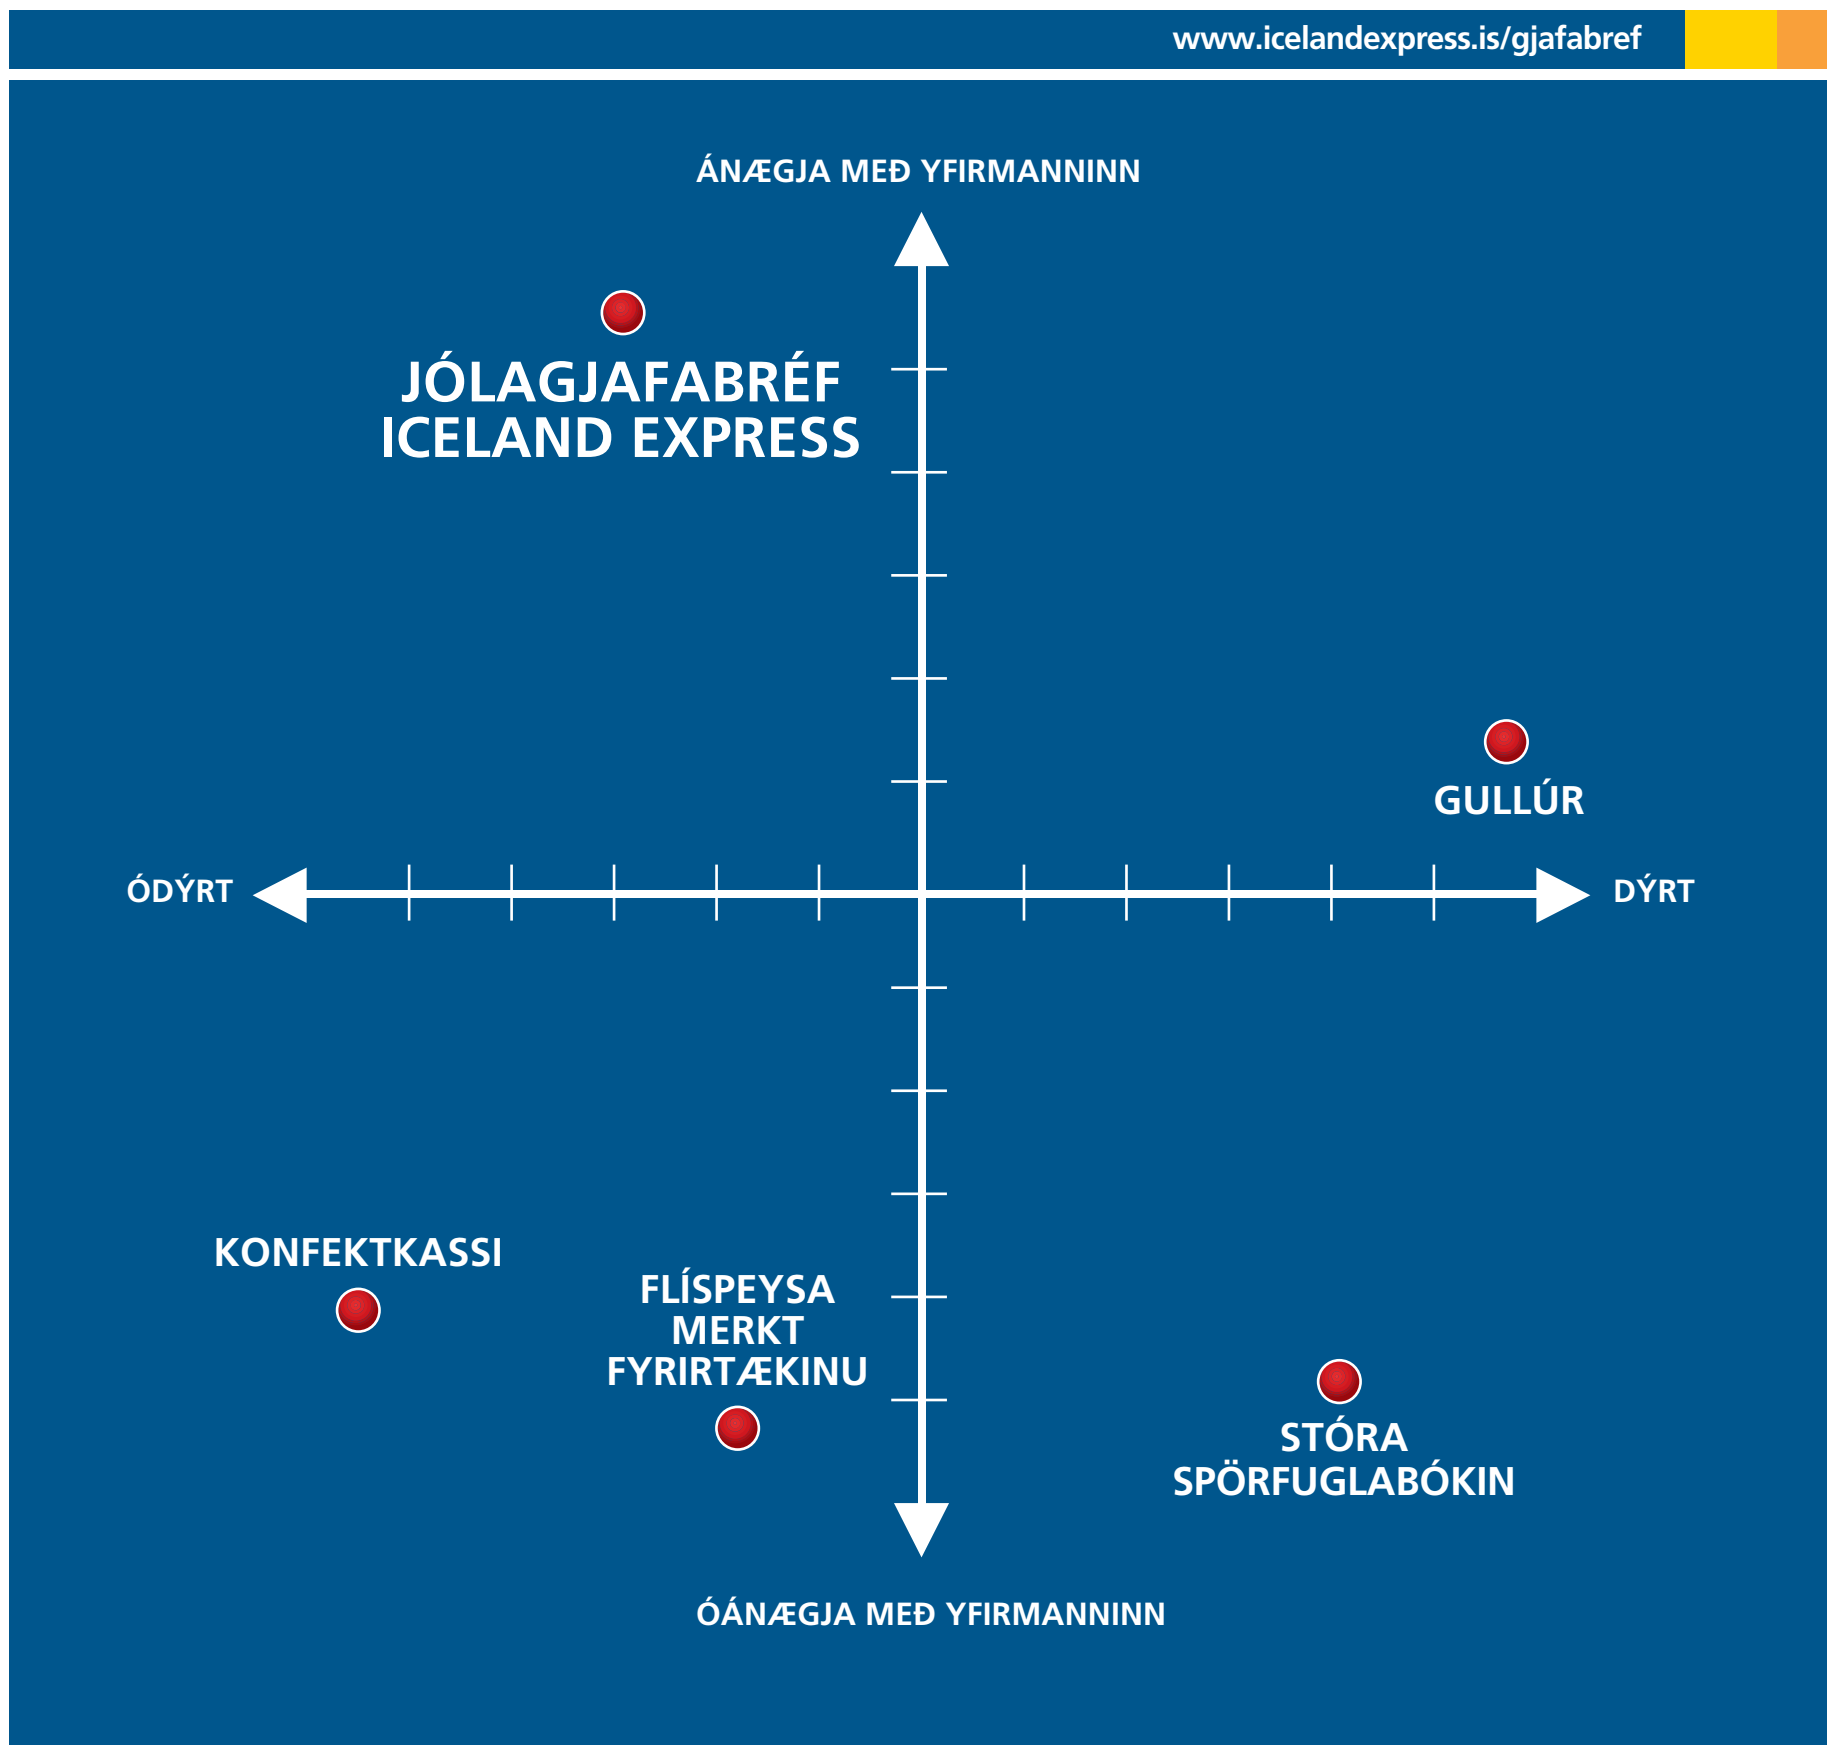 www.icelandexpress.is/gjafabref
ÁNÆGJA MEÐ YFIRMANNINN
JÓLAGJAFABRÉF
ICELAND EXPRESS
GULLÚR
ÓDÝRT
DÝRT
KONFEKTKASSI
FLÍSPEYSA
MERKT
FYRIRTÆKINU
STÓRA
SPÖRFUGLABÓKIN
ÓÁNÆGJA MEÐ YFIRMANNINN